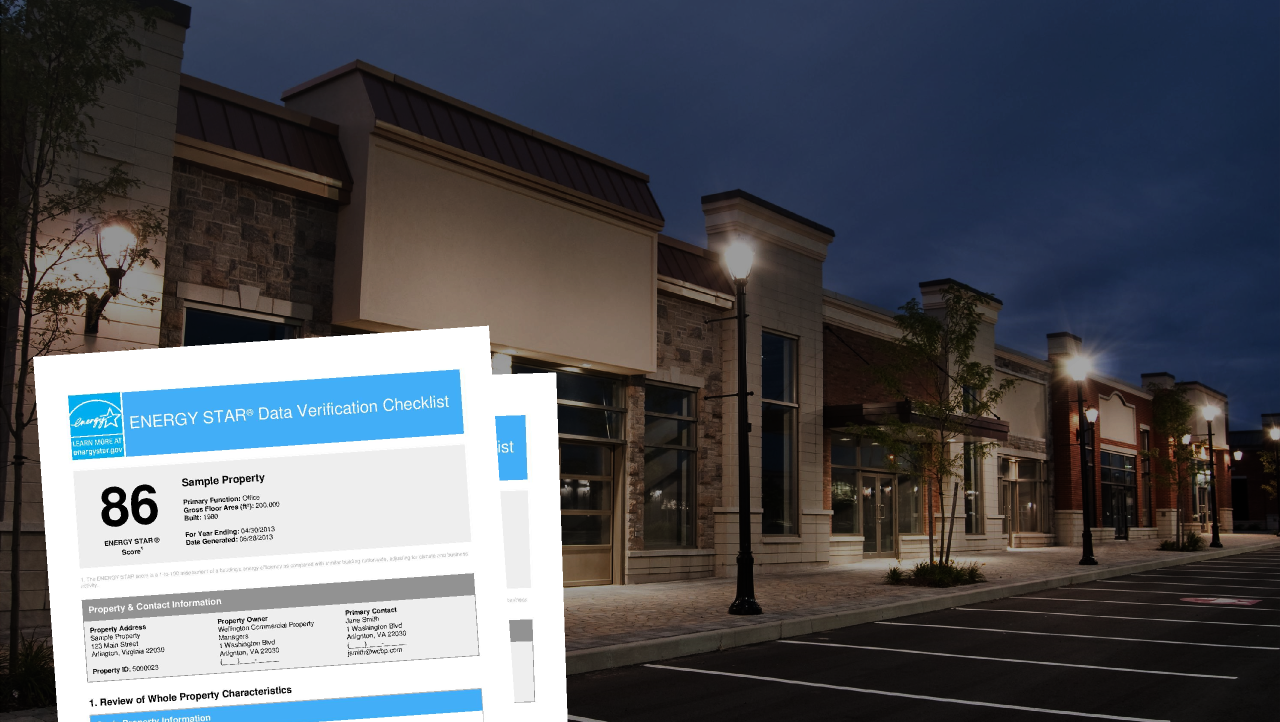 energy
LEARN MORE AT
energystar.gov
ENERGY STAR® Data Verification Checklist
86
ENERGY STAR®
Score¹
Sample Property
Primary Function: Office
Gross Floor Area (ft²): 200,000
Built: 1980
For Year Ending: 04/30/2013
Date Generated: 06/28/2013
1. The ENERGY STAR score is a 1-to-100 assessment of a building's energy efficiency as compared with similar buildings nationwide, adjusting for climate and business
activity.
Property & Contact Information
Property Address
Sample Property
123 Main Street
Arlington, Virginia 22030
Property ID: 5000023
Property Owner
Wellington Commercial Property
Managers
1 Washington Blvd
Arlington, VA 22030
(___)___-____
Primary Contact
Jane Smith
1 Washington Blvd
Arlington, VA 22030
(___)___-____
jsmith@wcbp.com
1. Review of Whole Property Characteristics
Property Information
ist